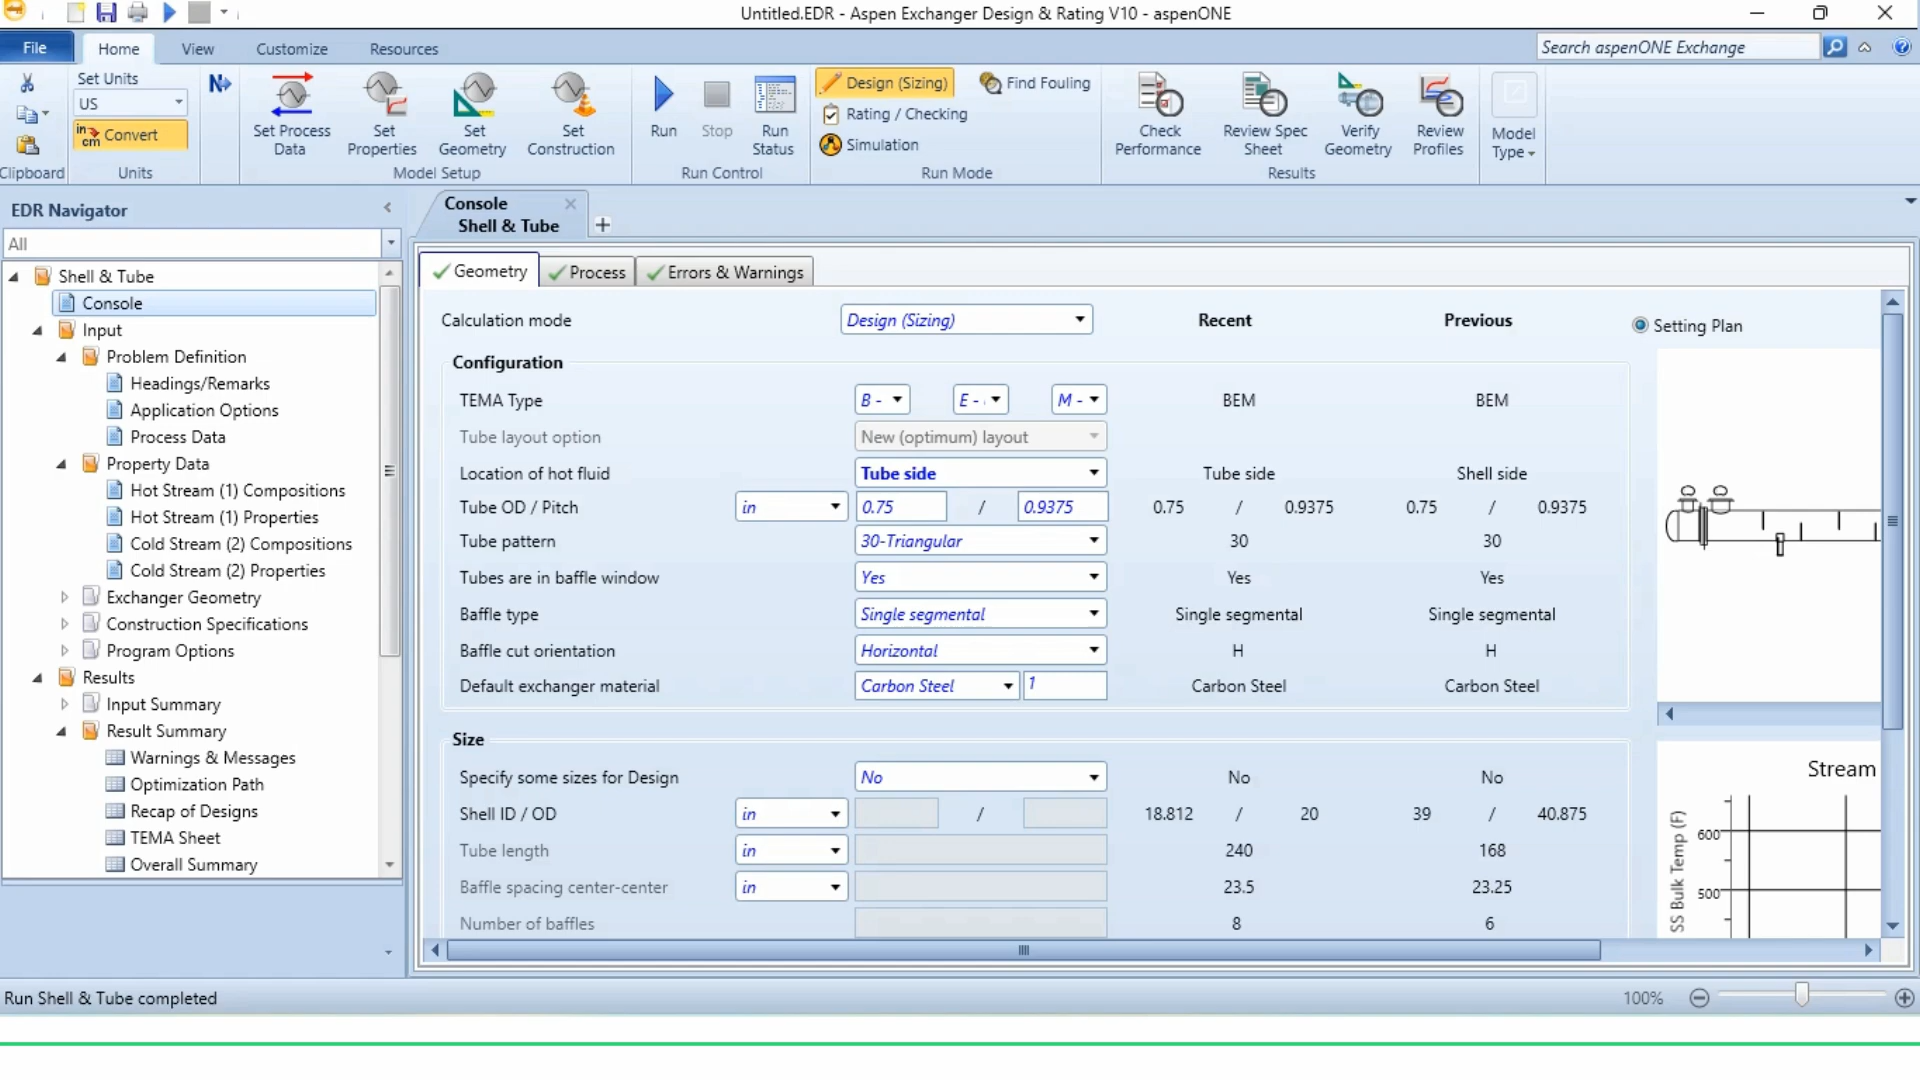 Untitled.EDR - Aspen Exchanger Design & Rating V10 - aspenONE
File Home View Customize Resources Search aspenONE Exchange
Set Units
US
in cm Convert
Clipboard Units
Set Process Data
Set Properties
Set Geometry
Set Construction
Model Setup
Run
Stop
Run Status
Run Control
Design (Sizing)
Rating / Checking
Simulation
Find Fouling
Run Mode
Check Performance
Review Spec Sheet
Verify Geometry
Review Profiles
Results
Model Type
EDR Navigator
All
Shell & Tube
Console
Input
Problem Definition
Headings/Remarks
Application Options
Process Data
Property Data
Hot Stream (1) Compositions
Hot Stream (1) Properties
Cold Stream (2) Compositions
Cold Stream (2) Properties
Exchanger Geometry
Construction Specifications
Program Options
Results
Input Summary
Result Summary
Warnings & Messages
Optimization Path
Recap of Designs
TEMA Sheet
Overall Summary
Console
Shell & Tube
Geometry Process Errors & Warnings
Calculation mode Design (Sizing) Recent Previous Setting Plan
Configuration
TEMA Type B - E - M - BEM BEM
Tube layout option New (optimum) layout
Location of hot fluid Tube side Tube side Shell side
Tube OD / Pitch in 0.75 / 0.9375 0.75 / 0.9375 0.75 / 0.9375
Tube pattern 30-Triangular 30 30
Tubes are in baffle window Yes Yes Yes
Baffle type Single segmental Single segmental Single segmental
Baffle cut orientation Horizontal H H
Default exchanger material Carbon Steel 1 Carbon Steel Carbon Steel
Size
Specify some sizes for Design No No No
Shell ID / OD in / 18.812 / 20 39 / 40.875
Tube length in 240 168
Baffle spacing center-center in 23.5 23.25
Number of baffles 8 6
Stream
SS Bulk Temp (F)
600
500
Run Shell & Tube completed 100%